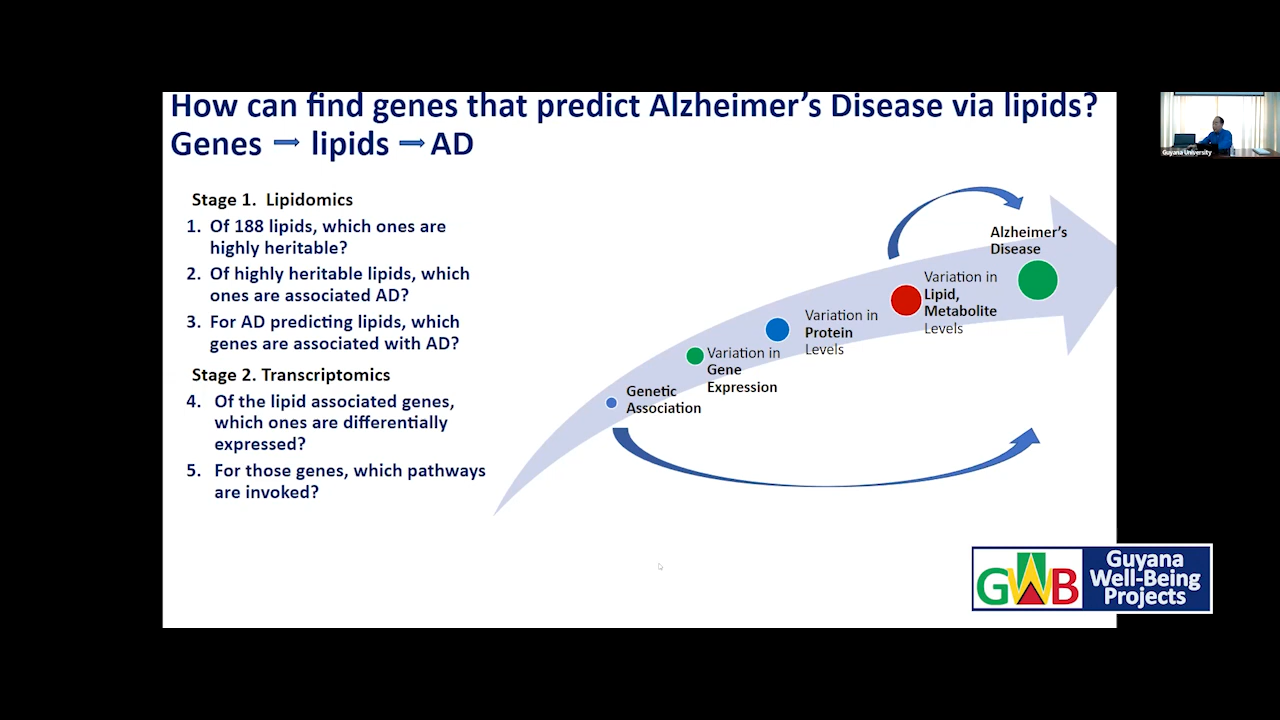 How can find genes that predict Alzheimer's Disease via lipids?
Genes → lipids → AD
Stage 1. Lipidomics
1. Of 188 lipids, which ones are
highly heritable?
2. Of highly heritable lipids, which
ones are associated AD?
3. For AD predicting lipids, which
genes are associated with AD?
Stage 2. Transcriptomics
4. Of the lipid associated genes,
which ones are differentially
expressed?
5. For those genes, which pathways
are invoked?
Genetic
Association
Variation in
Gene
Expression
Variation in
Protein
Levels
Variation in
Lipid,
Metabolite
Levels
Alzheimer's
Disease
GWB
Guyana
Well-Being
Projects
Guyana University